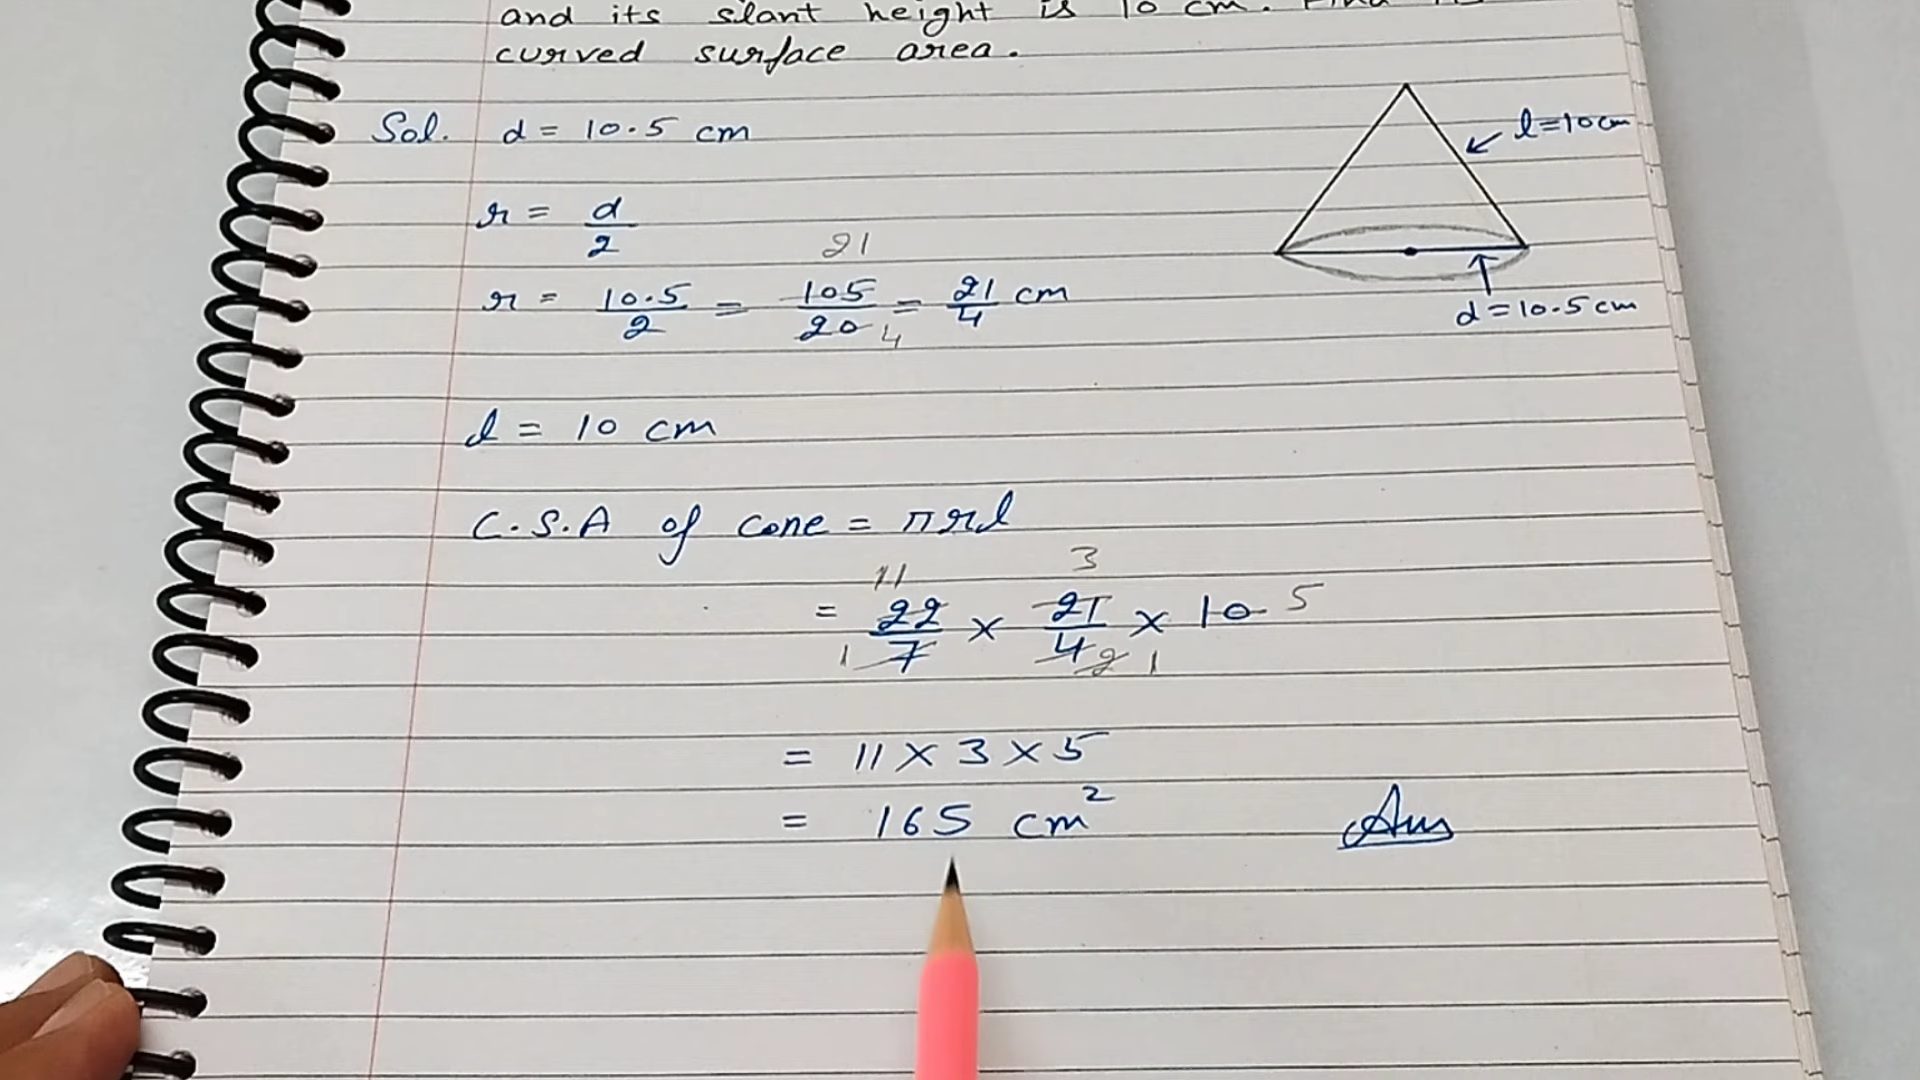 and its slant height is 10 cm. Find
curved surface area.
Sol. d = 10.5 cm
l=10cm
r = d/2
21
r = 10.5/2 = 105/20 = 21/4 cm
4
d=10.5cm
l = 10 cm
C.S.A of cone = πrl
11 3
= 22/7 × 21/4 × 10 5
1 2 1
= 11 × 3 × 5
= 165 cm² Ans